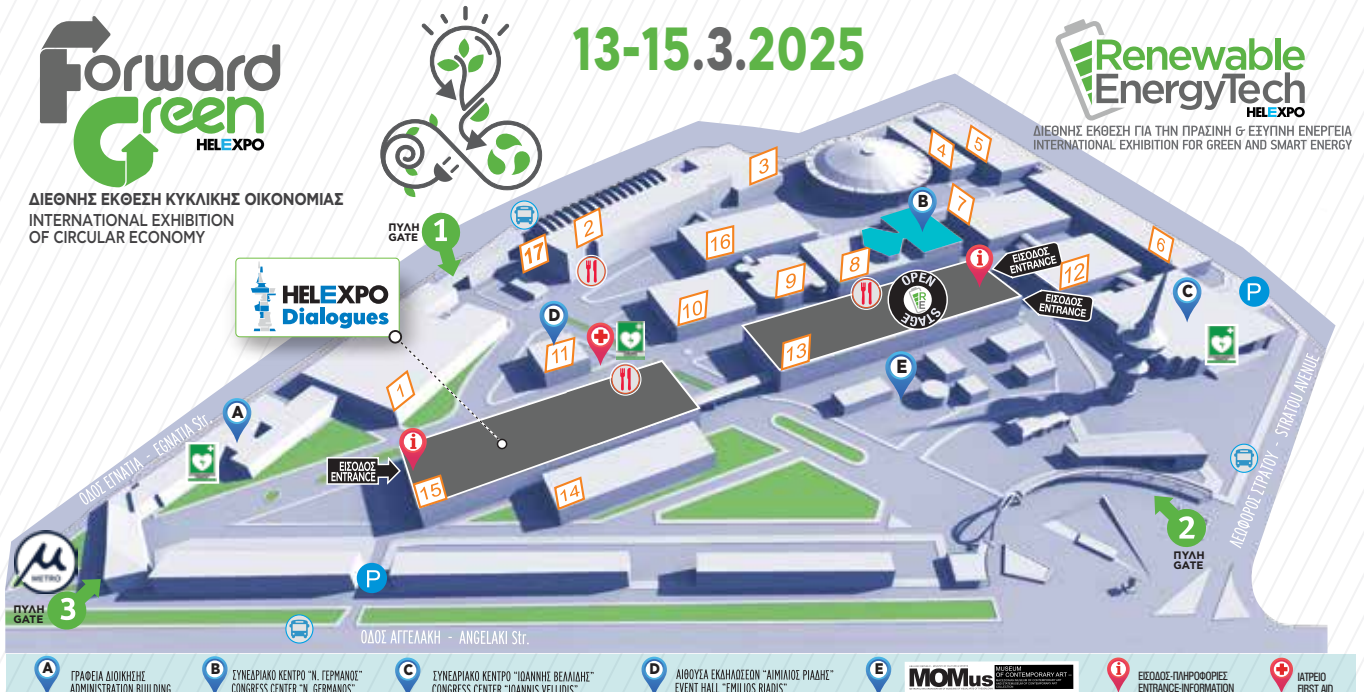 Forward
Green
HELEXPO
ΔΙΕΘΝΗΣ ΕΚΘΕΣΗ ΚΥΚΛΙΚΗΣ ΟΙΚΟΝΟΜΙΑΣ
INTERNATIONAL EXHIBITION
OF CIRCULAR ECONOMY
13-15.3.2025
Renewable
EnergyTech
HELEXPO
ΔΙΕΘΝΗΣ ΕΚΘΕΣΗ ΓΙΑ ΤΗΝ ΠΡΑΣΙΝΗ & ΕΞΥΠΝΗ ΕΝΕΡΓΕΙΑ
INTERNATIONAL EXHIBITION FOR GREEN AND SMART ENERGY
ΠΥΛΗ
GATE
1
HELEXPO
Dialogues
17
2
3
4
5
B
7
6
16
9
8
10
D
11
OPEN
STAGE
RE
i
ΕΙΣΟΔΟΣ
ENTRANCE
12
ΕΙΣΟΔΟΣ
ENTRANCE
C
P
13
E
1
A
i
ΕΙΣΟΔΟΣ
ENTRANCE
15
14
ΟΔΟΣ ΕΓΝΑΤΙΑ - EGNATIA Str.
ΛΕΩΦΟΡΟΣ ΣΤΡΑΤΟΥ - STRATOU AVENUE
2
ΠΥΛΗ
GATE
METRO
ΠΥΛΗ
GATE
3
P
ΟΔΟΣ ΑΓΓΕΛΑΚΗ - ANGELAKI Str.
A
ΓΡΑΦΕΙΑ ΔΙΟΙΚΗΣΗΣ
ADMINISTRATION BUILDING
B
ΣΥΝΕΔΡΙΑΚΟ ΚΕΝΤΡΟ "Ν. ΓΕΡΜΑΝΟΣ"
CONGRESS CENTER "N. GERMANOS"
C
ΣΥΝΕΔΡΙΑΚΟ ΚΕΝΤΡΟ "ΙΩΑΝΝΗΣ ΒΕΛΛΙΔΗΣ"
CONGRESS CENTER "IOANNIS VELLIDIS"
D
ΑΙΘΟΥΣΑ ΕΚΔΗΛΩΣΕΩΝ "ΑΙΜΙΛΙΟΣ ΡΙΑΔΗΣ"
EVENT HALL "EMILIOS RIADIS"
E
MOMus
MUSEUM
OF CONTEMPORARY ART –
i
ΕΙΣΟΔΟΣ-ΠΛΗΡΟΦΟΡΙΕΣ
ENTRANCE-INFORMATION
ΙΑΤΡΕΙΟ
FIRST AID